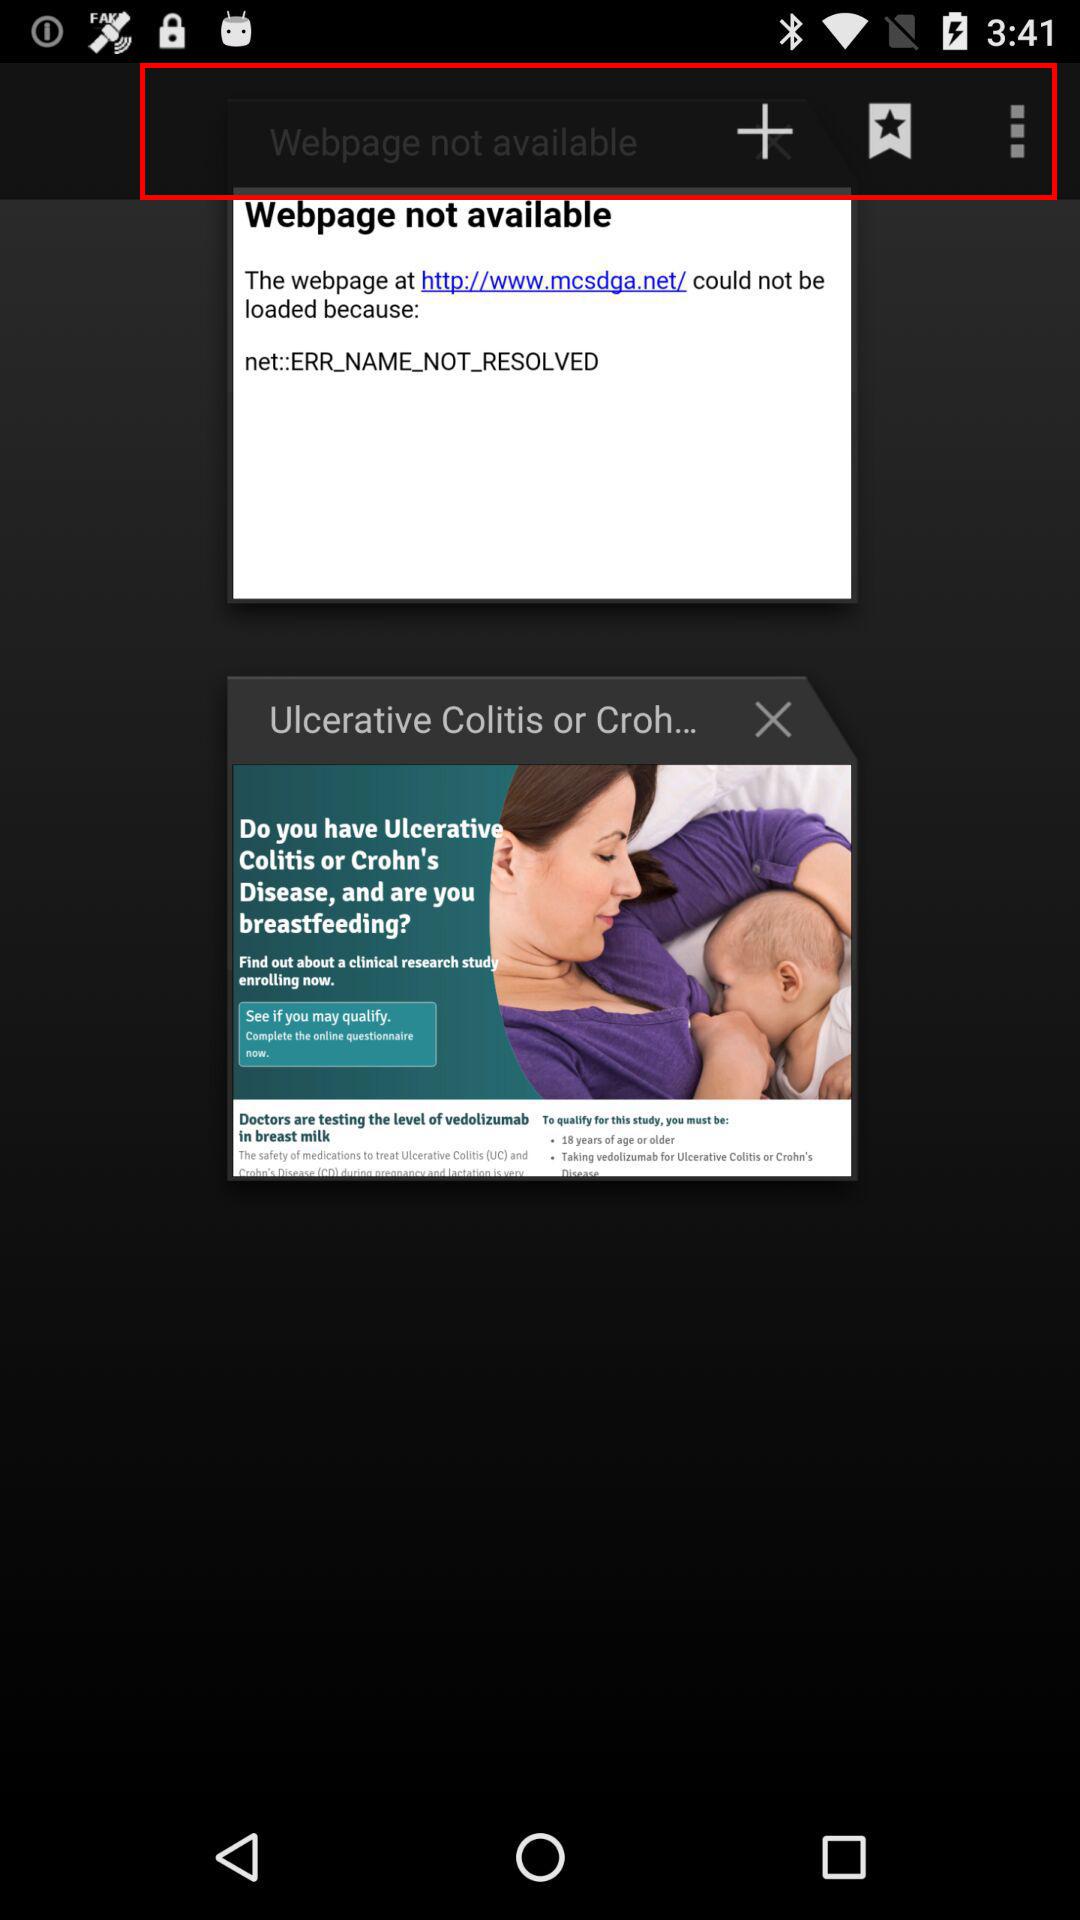 FAK
3:41
Webpage not available
Webpage not available
The webpage at http://www.mcsdga.net/ could not be
loaded because:
net::ERR_NAME_NOT_RESOLVED
Ulcerative Colitis or Croh...
Do you have Ulcerative
Colitis or Crohn's
Disease, and are you
breastfeeding?
Find out about a clinical research study
enrolling now.
See if you may qualify.
Complete the online questionnaire
now.
Doctors are testing the level of vedolizumab
in breast milk
The safety of medications to treat Ulcerative Colitis (UC) and
Crohn's Disease (CD) during pregnancy and lactation is very
To qualify for this study, you must be:
• 18 years of age or older
• Taking vedolizumab for Ulcerative Colitis or Crohn's
Disease